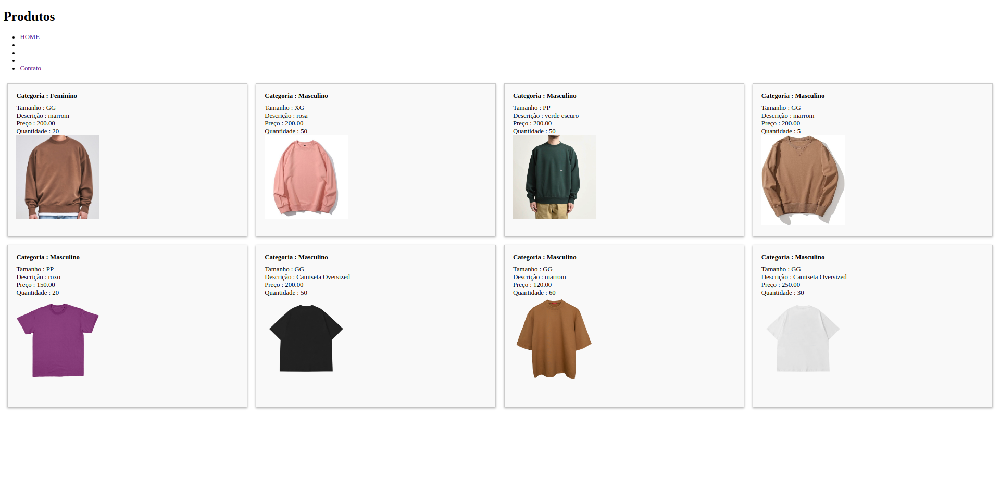 Produtos
HOME
Contato
Categoria : Feminino
Tamanho : GG
Descrição : marrom
Preço : 200.00
Quantidade : 20
Categoria : Masculino
Tamanho : XG
Descrição : rosa
Preço : 200.00
Quantidade : 50
Categoria : Masculino
Tamanho : PP
Descrição : verde escuro
Preço : 200.00
Quantidade : 50
Categoria : Masculino
Tamanho : GG
Descrição : marrom
Preço : 200.00
Quantidade : 5
Categoria : Masculino
Tamanho : PP
Descrição : roxo
Preço : 150.00
Quantidade : 20
Categoria : Masculino
Tamanho : GG
Descrição : Camiseta Oversized
Preço : 200.00
Quantidade : 50
Categoria : Masculino
Tamanho : GG
Descrição : marrom
Preço : 120.00
Quantidade : 60
Categoria : Masculino
Tamanho : GG
Descrição : Camiseta Oversized
Preço : 250.00
Quantidade : 30